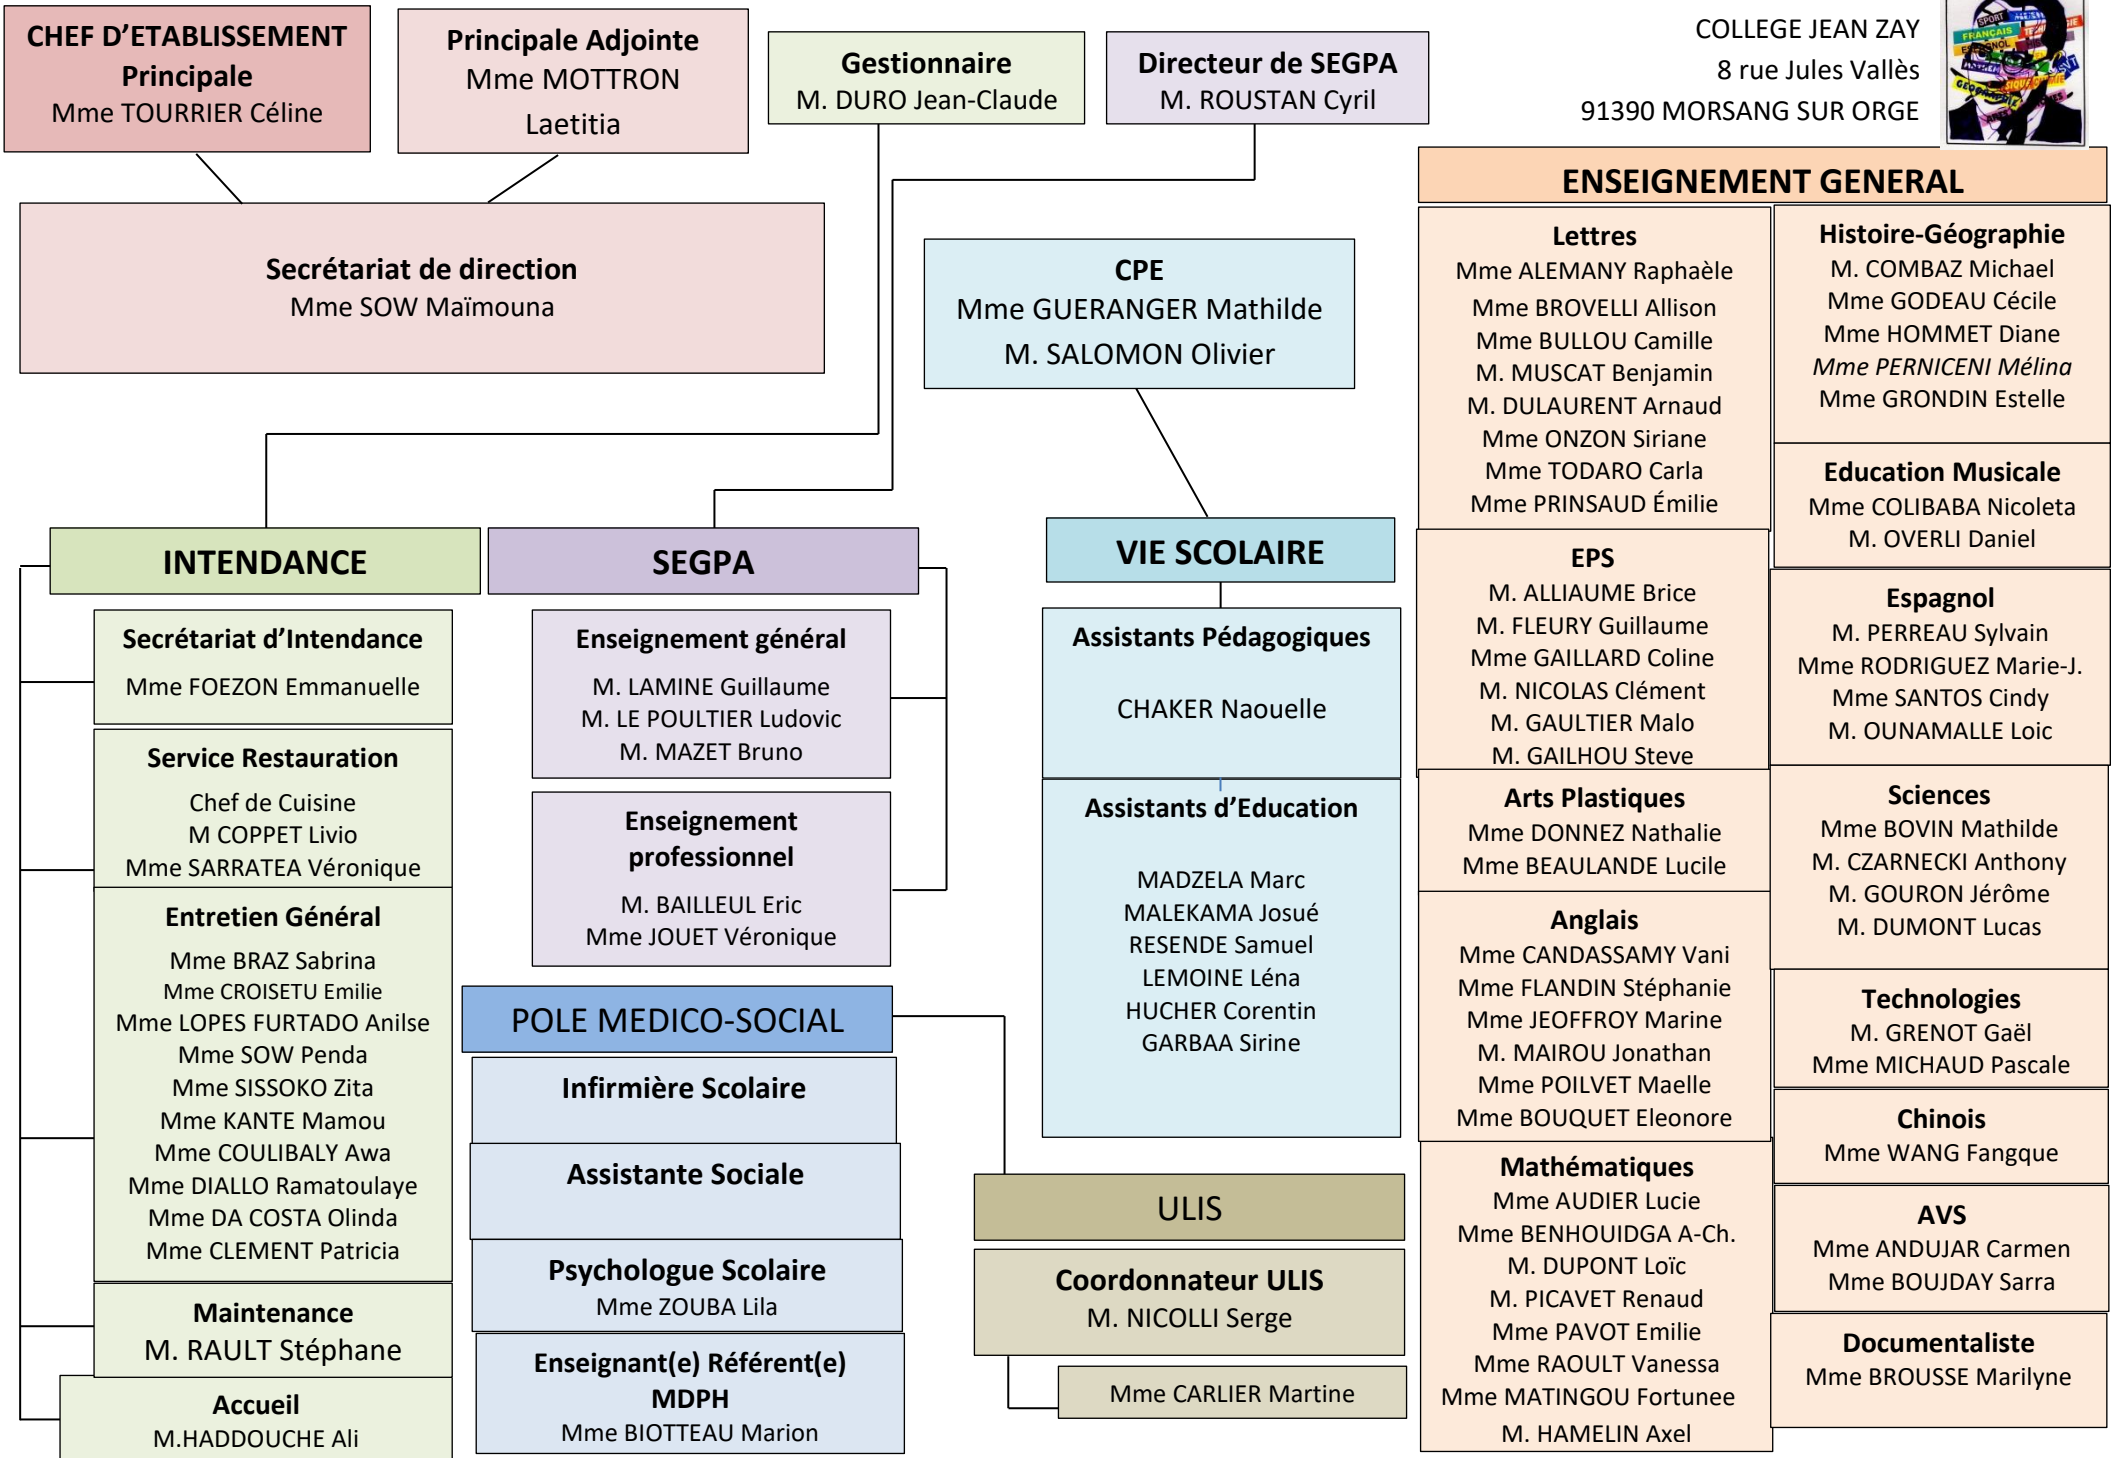 CHEF D’ETABLISSEMENT
Principale
Mme TOURRIER Céline
Principale Adjointe
Mme MOTTRON
Laetitia
Gestionnaire
M. DURO Jean-Claude
Directeur de SEGPA
M. ROUSTAN Cyril
COLLEGE JEAN ZAY
8 rue Jules Vallès
91390 MORSANG SUR ORGE
SPORT
FRANÇAIS
Secrétariat de direction
Mme SOW Maïmouna
CPE
Mme GUERANGER Mathilde
M. SALOMON Olivier
INTENDANCE
Secrétariat d’Intendance
Mme FOEZON Emmanuelle
Service Restauration
Chef de Cuisine
M COPPET Livio
Mme SARRATEA Véronique
Entretien Général
Mme BRAZ Sabrina
Mme CROISETU Emilie
Mme LOPES FURTADO Anilse
Mme SOW Penda
Mme SISSOKO Zita
Mme KANTE Mamou
Mme COULIBALY Awa
Mme DIALLO Ramatoulaye
Mme DA COSTA Olinda
Mme CLEMENT Patricia
Maintenance
M. RAULT Stéphane
Accueil
M.HADDOUCHE Ali
SEGPA
Enseignement général
M. LAMINE Guillaume
M. LE POULTIER Ludovic
M. MAZET Bruno
Enseignement
professionnel
M. BAILLEUL Eric
Mme JOUET Véronique
POLE MEDICO-SOCIAL
Infirmière Scolaire
Assistante Sociale
Psychologue Scolaire
Mme ZOUBA Lila
Enseignant(e) Référent(e)
MDPH
Mme BIOTTEAU Marion
VIE SCOLAIRE
Assistants Pédagogiques
CHAKER Naouelle
Assistants d’Education
MADZELA Marc
MALEKAMA Josué
RESENDE Samuel
LEMOINE Léna
HUCHER Corentin
GARBAA Sirine
ULIS
Coordonnateur ULIS
M. NICOLLI Serge
Mme CARLIER Martine
ENSEIGNEMENT GENERAL
Lettres
Mme ALEMANY Raphaèle
Mme BROVELLI Allison
Mme BULLOU Camille
M. MUSCAT Benjamin
M. DULAURENT Arnaud
Mme ONZON Siriane
Mme TODARO Carla
Mme PRINSAUD Émilie
EPS
M. ALLIAUME Brice
M. FLEURY Guillaume
Mme GAILLARD Coline
M. NICOLAS Clément
M. GAULTIER Malo
M. GAILHOU Steve
Arts Plastiques
Mme DONNEZ Nathalie
Mme BEAULANDE Lucile
Anglais
Mme CANDASSAMY Vani
Mme FLANDIN Stéphanie
Mme JEOFFROY Marine
M. MAIROU Jonathan
Mme POILVET Maelle
Mme BOUQUET Eleonore
Mathématiques
Mme AUDIER Lucie
Mme BENHOUIDGA A-Ch.
M. DUPONT Loïc
M. PICAVET Renaud
Mme PAVOT Emilie
Mme RAOULT Vanessa
Mme MATINGOU Fortunee
M. HAMELIN Axel
Histoire-Géographie
M. COMBAZ Michael
Mme GODEAU Cécile
Mme HOMMET Diane
Mme PERNICENI Mélina
Mme GRONDIN Estelle
Education Musicale
Mme COLIBABA Nicoleta
M. OVERLI Daniel
Espagnol
M. PERREAU Sylvain
Mme RODRIGUEZ Marie-J.
Mme SANTOS Cindy
M. OUNAMALLE Loic
Sciences
Mme BOVIN Mathilde
M. CZARNECKI Anthony
M. GOURON Jérôme
M. DUMONT Lucas
Technologies
M. GRENOT Gaël
Mme MICHAUD Pascale
Chinois
Mme WANG Fangque
AVS
Mme ANDUJAR Carmen
Mme BOUJDAY Sarra
Documentaliste
Mme BROUSSE Marilyne